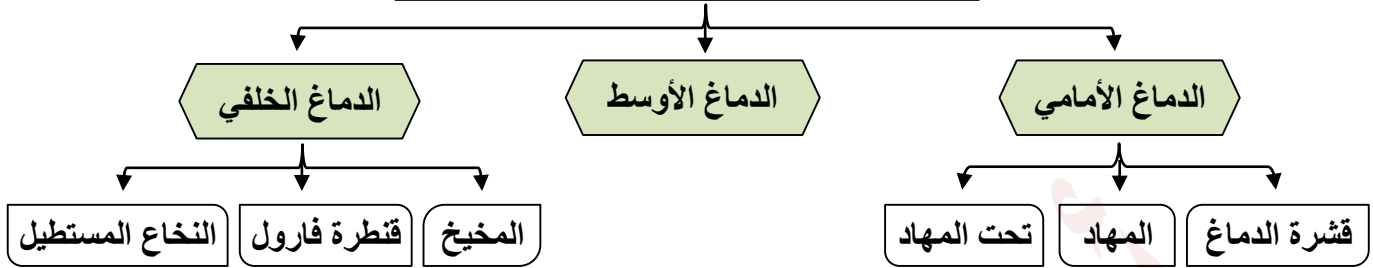 الدماغ الأمامي
الدماغ الأوسط
الدماغ الخلفي
قشرة الدماغ
المهاد
تحت المهاد
المخيخ
قنطرة فارول
النخاع المستطيل